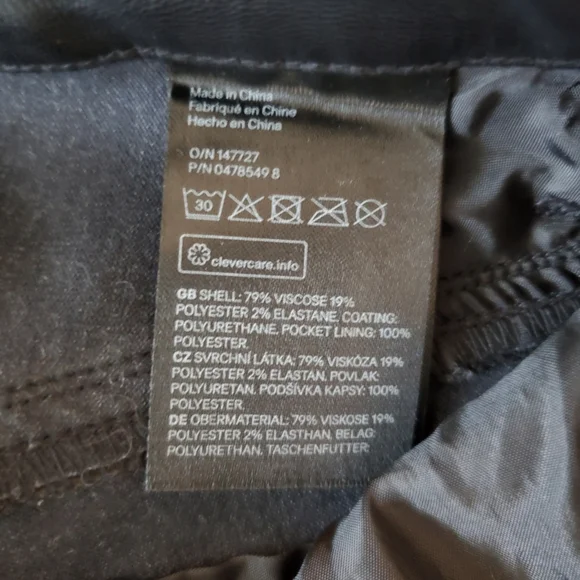 Made in China
Fabriqué en Chine
Hecho en China
O/N 147727
P/N 0478549 8
30
clevercare.info
GB SHELL: 79% VISCOSE 19%
POLYESTER 2% ELASTANE. COATING:
POLYURETHANE. POCKET LINING: 100%
POLYESTER.
CZ SVRCHNÍ LÁTKA: 79% VISKÓZA 19%
POLYESTER 2% ELASTAN. POVLAK:
POLYURETAN. PODŠÍVKA KAPSY: 100%
POLYESTER.
DE OBERMATERIAL: 79% VISKOSE 19%
POLYESTER 2% ELASTHAN. BELAG:
POLYURETHAN. TASCHENFUTTER: